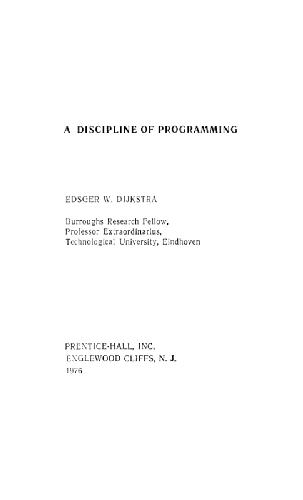 A DISCIPLINE OF PROGRAMMING
EDSGER W. DIJKSTRA
Burroughs Research Fellow,
Professor Extraordinarius,
Technological University, Eindhoven
PRENTICE-HALL, INC.
ENGLEWOOD CLIFFS, N. J.
1976